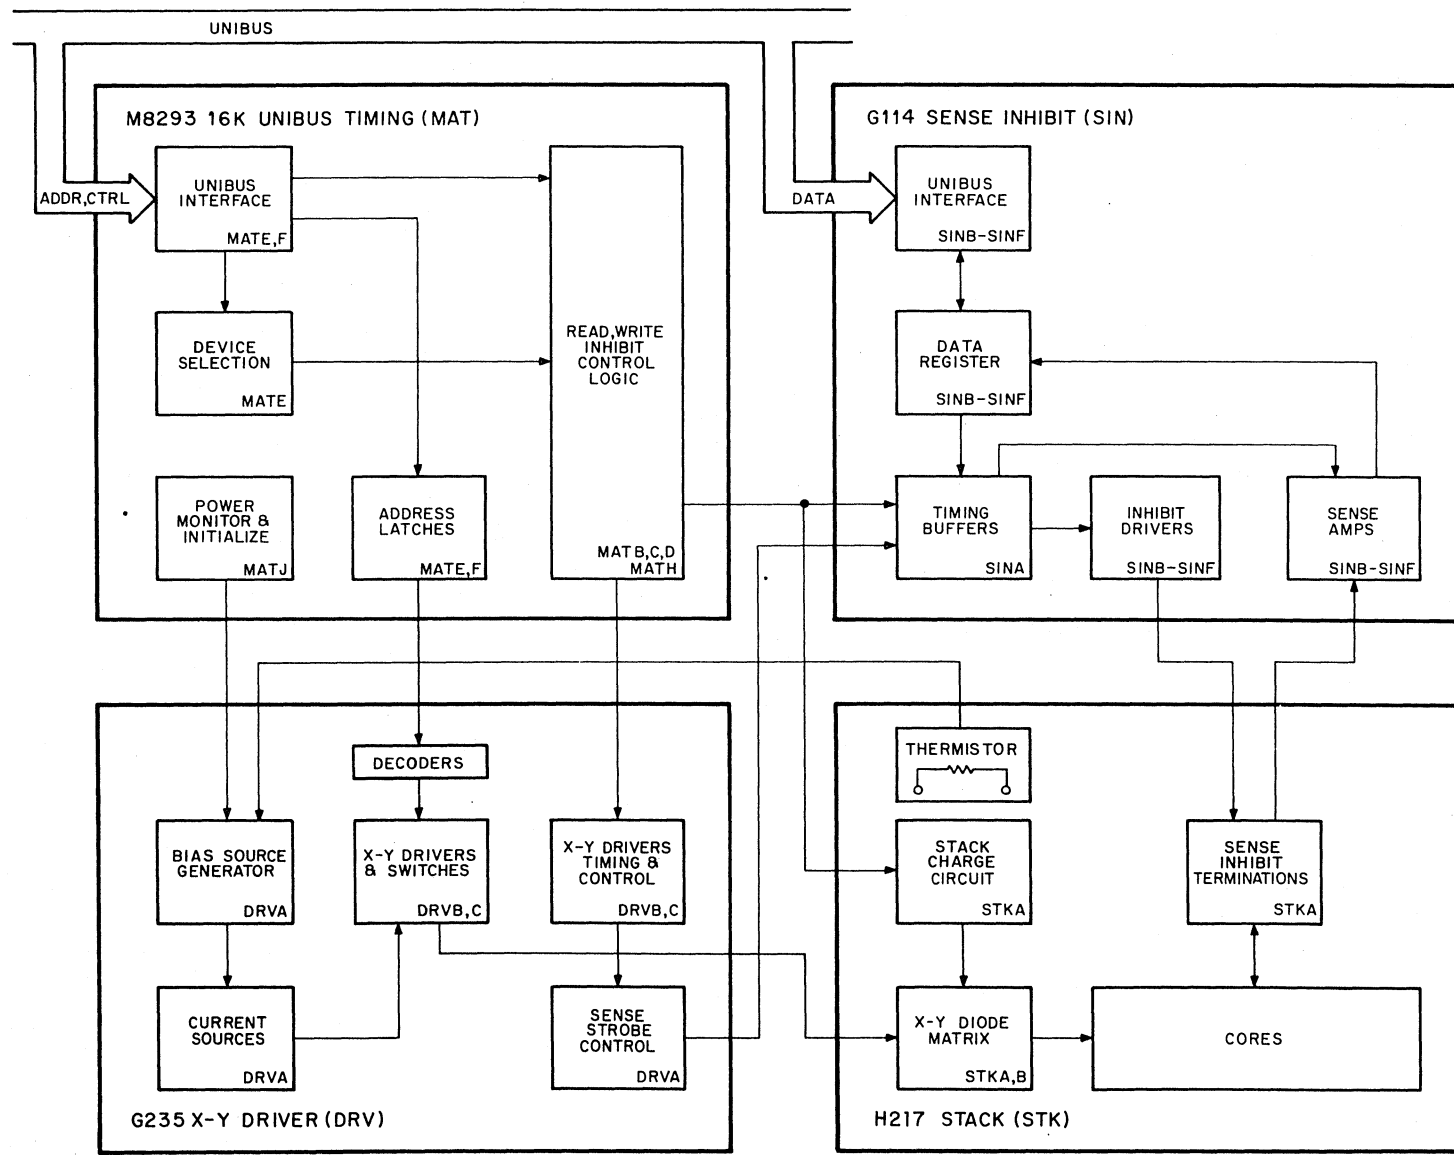 UNIBUS
M8293 16K UNIBUS TIMING (MAT)
ADDR,CTRL
UNIBUS
INTERFACE
MATE,F
DEVICE
SELECTION
MATE
READ,WRITE
INHIBIT
CONTROL
LOGIC
MATB,C,D
MATH
POWER
MONITOR &
INITIALIZE
MATJ
ADDRESS
LATCHES
MATE,F
G114 SENSE INHIBIT (SIN)
DATA
UNIBUS
INTERFACE
SINB-SINF
DATA
REGISTER
SINB-SINF
TIMING
BUFFERS
SINA
INHIBIT
DRIVERS
SINB-SINF
SENSE
AMPS
SINB-SINF
DECODERS
BIAS SOURCE
GENERATOR
DRVA
X-Y DRIVERS
& SWITCHES
DRVB,C
X-Y DRIVERS
TIMING &
CONTROL
DRVB,C
CURRENT
SOURCES
DRVA
SENSE
STROBE
CONTROL
DRVA
G235 X-Y DRIVER (DRV)
THERMISTOR
STACK
CHARGE
CIRCUIT
STKA
SENSE
INHIBIT
TERMINATIONS
STKA
X-Y DIODE
MATRIX
STKA,B
CORES
H217 STACK (STK)